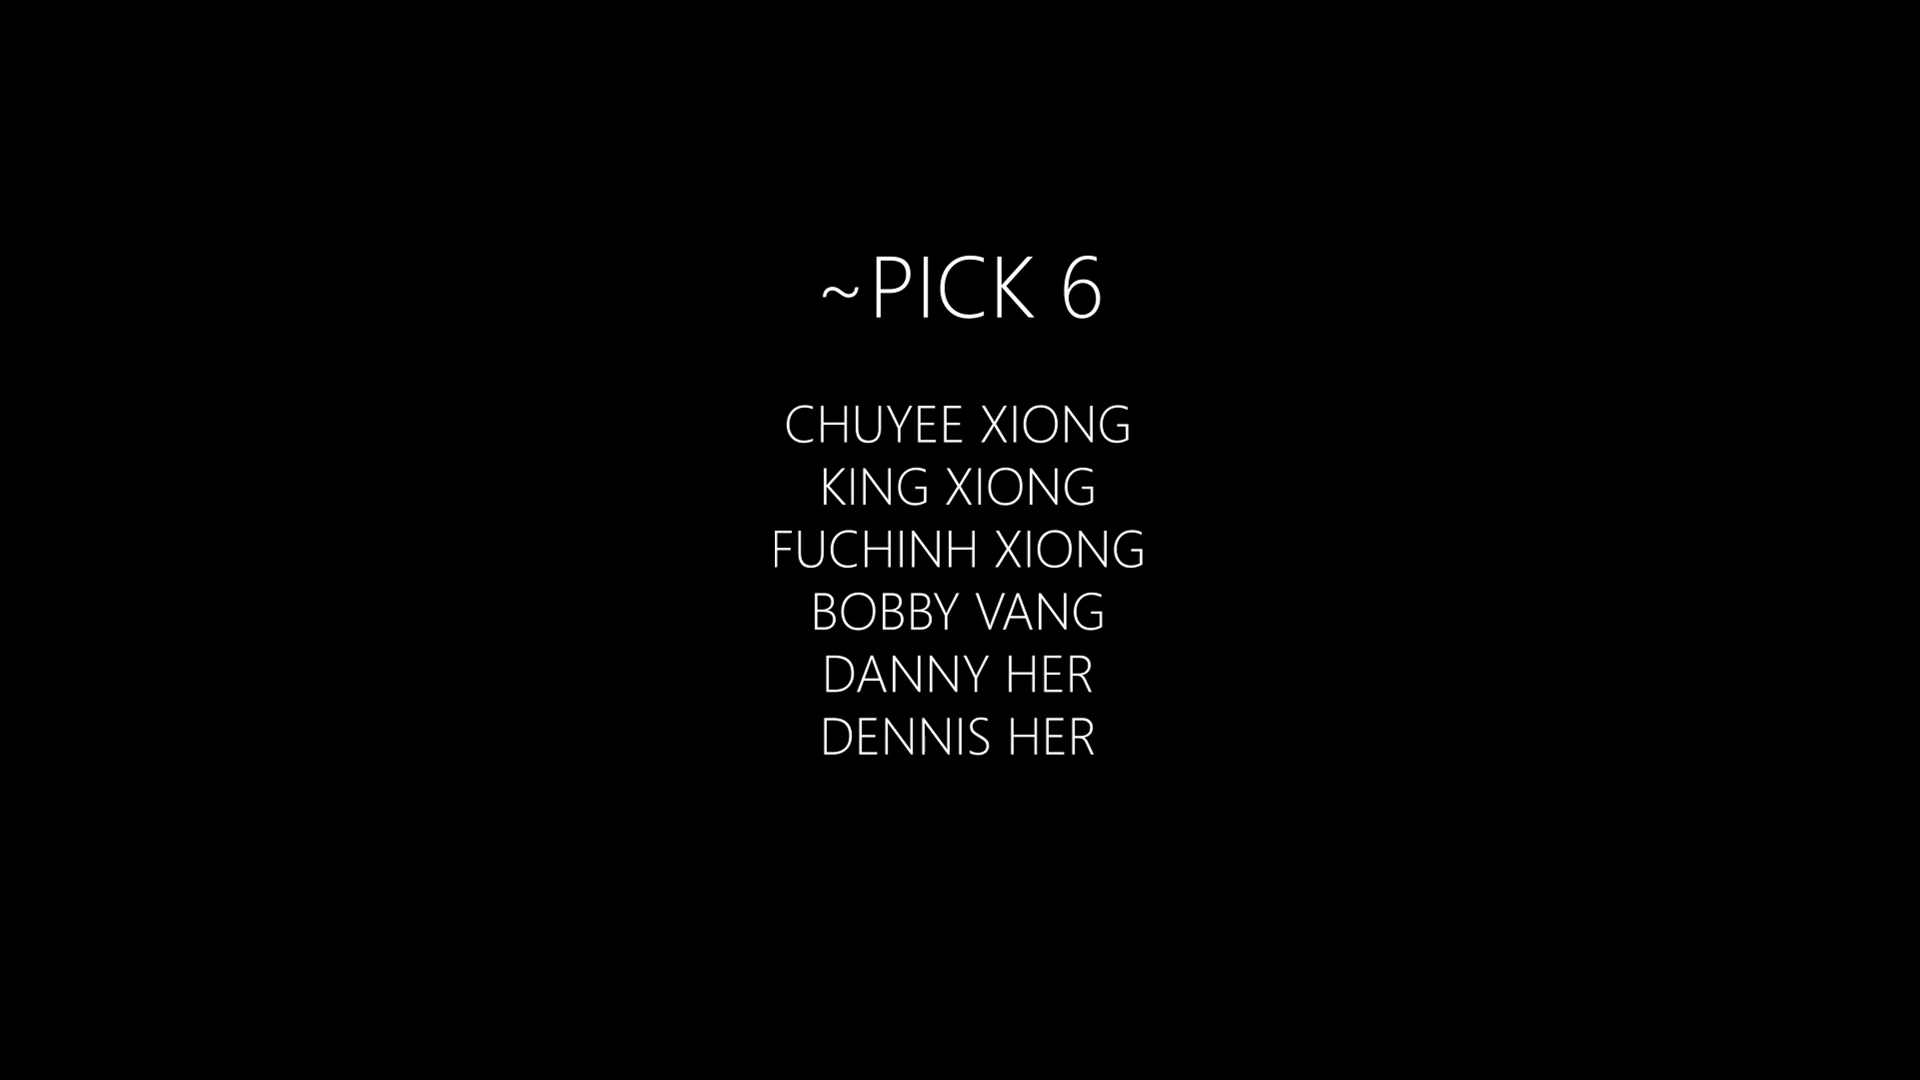 ~PICK 6
CHUYEE XIONG
KING XIONG
FUCHINH XIONG
BOBBY VANG
DANNY HER
DENNIS HER